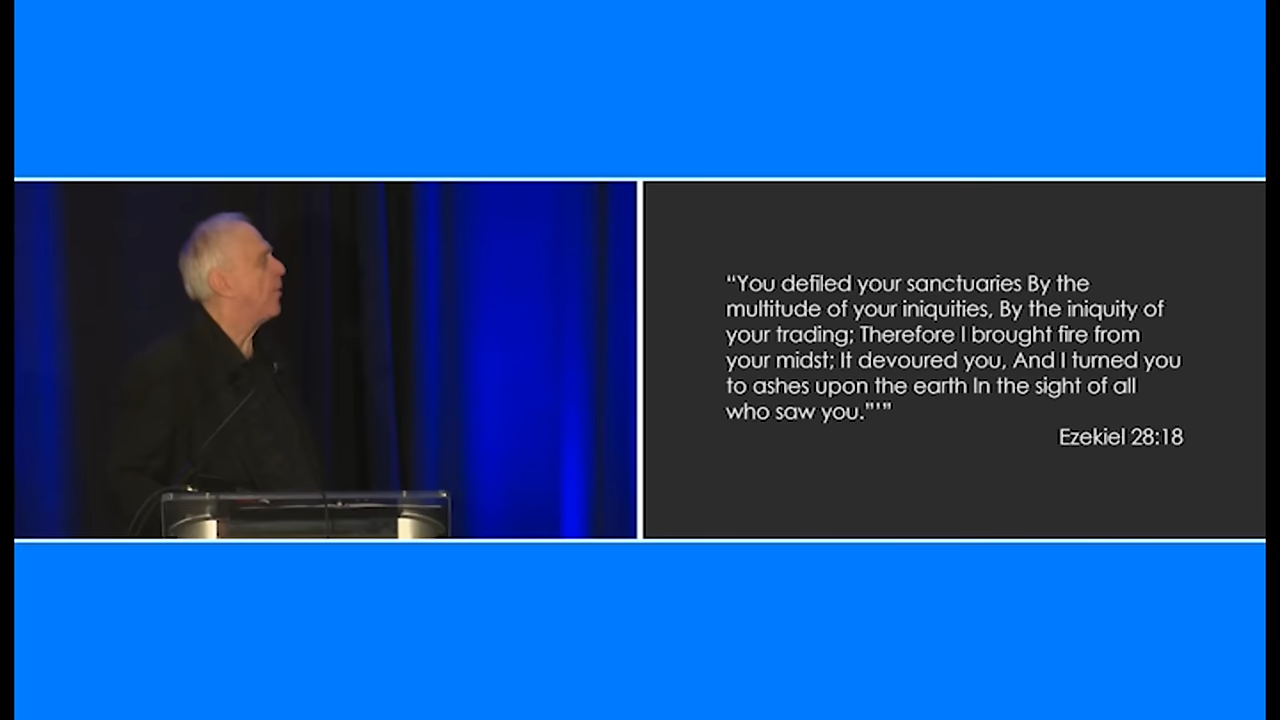 “You defiled your sanctuaries By the
multitude of your iniquities, By the iniquity of
your trading; Therefore I brought fire from
your midst; It devoured you, And I turned you
to ashes upon the earth In the sight of all
who saw you.”’”
Ezekiel 28:18